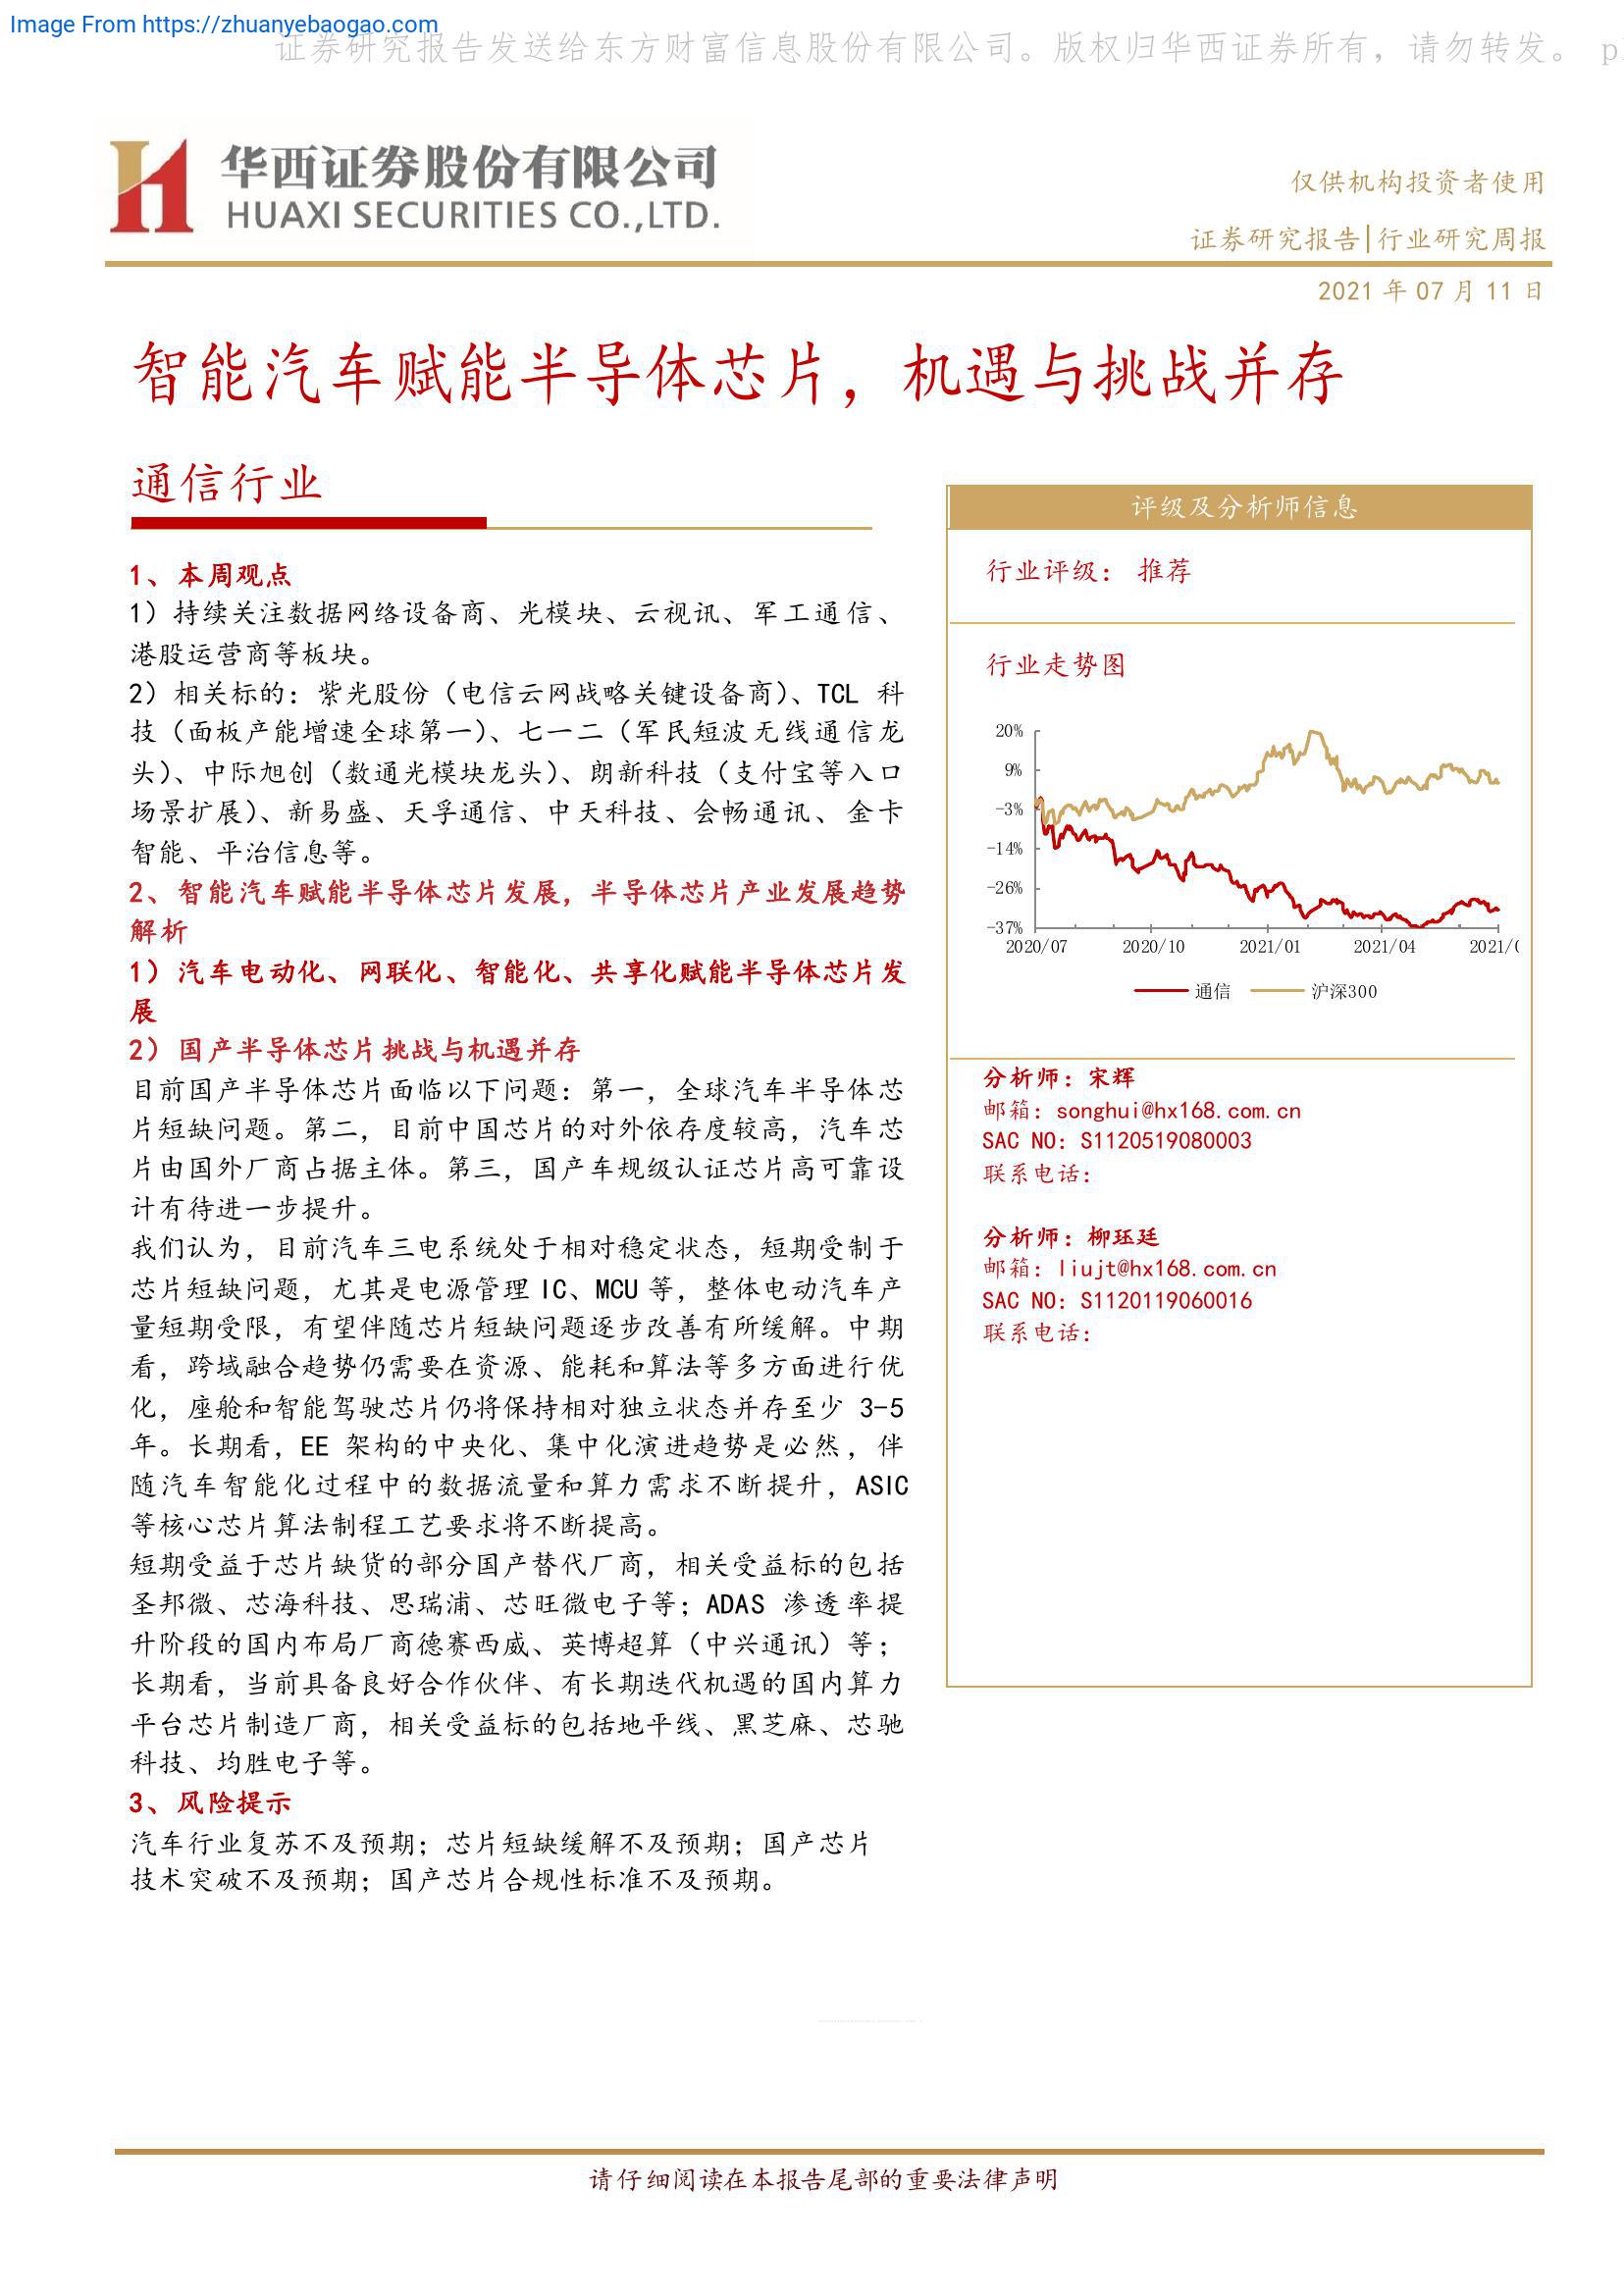 Image From https://zhuanyebaogao.com
证券研究报告发送给东方财富信息股份有限公司。版权归华西证券所有，请勿转发。 p
华西证券股份有限公司
HUAXI SECURITIES CO.,LTD.
仅供机构投资者使用
证券研究报告|行业研究周报
2021 年 07 月 11 日
智能汽车赋能半导体芯片，机遇与挑战并存
通信行业
1、本周观点
1）持续关注数据网络设备商、光模块、云视讯、军工通信、
港股运营商等板块。
2）相关标的：紫光股份（电信云网战略关键设备商）、TCL 科
技（面板产能增速全球第一）、七一二（军民短波无线通信龙
头）、中际旭创（数通光模块龙头）、朗新科技（支付宝等入口
场景扩展）、新易盛、天孚通信、中天科技、会畅通讯、金卡
智能、平治信息等。
2、智能汽车赋能半导体芯片发展，半导体芯片产业发展趋势
解析
1）汽车电动化、网联化、智能化、共享化赋能半导体芯片发
展
2）国产半导体芯片挑战与机遇并存
目前国产半导体芯片面临以下问题：第一，全球汽车半导体芯
片短缺问题。第二，目前中国芯片的对外依存度较高，汽车芯
片由国外厂商占据主体。第三，国产车规级认证芯片高可靠设
计有待进一步提升。
我们认为，目前汽车三电系统处于相对稳定状态，短期受制于
芯片短缺问题，尤其是电源管理 IC、MCU 等，整体电动汽车产
量短期受限，有望伴随芯片短缺问题逐步改善有所缓解。中期
看，跨域融合趋势仍需要在资源、能耗和算法等多方面进行优
化，座舱和智能驾驶芯片仍将保持相对独立状态并存至少 3-5
年。长期看，EE 架构的中央化、集中化演进趋势是必然，伴
随汽车智能化过程中的数据流量和算力需求不断提升，ASIC
等核心芯片算法制程工艺要求将不断提高。
短期受益于芯片缺货的部分国产替代厂商，相关受益标的包括
圣邦微、芯海科技、思瑞浦、芯旺微电子等；ADAS 渗透率提
升阶段的国内布局厂商德赛西威、英博超算（中兴通讯）等；
长期看，当前具备良好合作伙伴、有长期迭代机遇的国内算力
平台芯片制造厂商，相关受益标的包括地平线、黑芝麻、芯驰
科技、均胜电子等。
3、风险提示
汽车行业复苏不及预期；芯片短缺缓解不及预期；国产芯片
技术突破不及预期；国产芯片合规性标准不及预期。
评级及分析师信息
行业评级： 推荐
行业走势图
20%
9%
-3%
-14%
-26%
-37%
2020/07 2020/10 2021/01 2021/04 2021/0
通信 沪深300
分析师：宋辉
邮箱：songhui@hx168.com.cn
SAC NO：S1120519080003
联系电话：
分析师：柳珏廷
邮箱：liujt@hx168.com.cn
SAC NO：S1120119060016
联系电话：
请仔细阅读在本报告尾部的重要法律声明